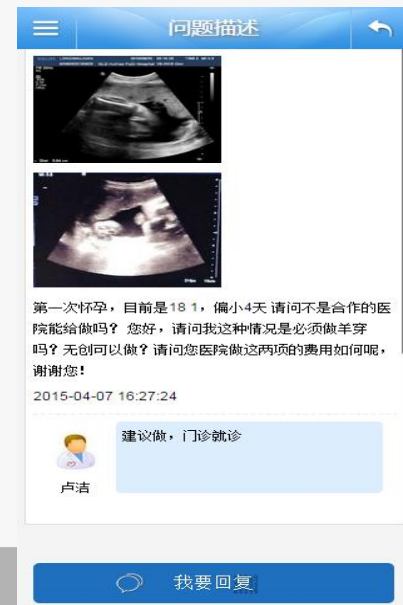 问题描述
第一次怀孕，目前是18 1，偏小4天 请问不是合作的医
院能给做吗？ 您好，请问我这种情况是必须做羊穿
吗？无创可以做？请问您医院做这两项的费用如何呢，
谢谢您！
2015-04-07 16:27:24
建议做，门诊就诊
卢洁
我要回复